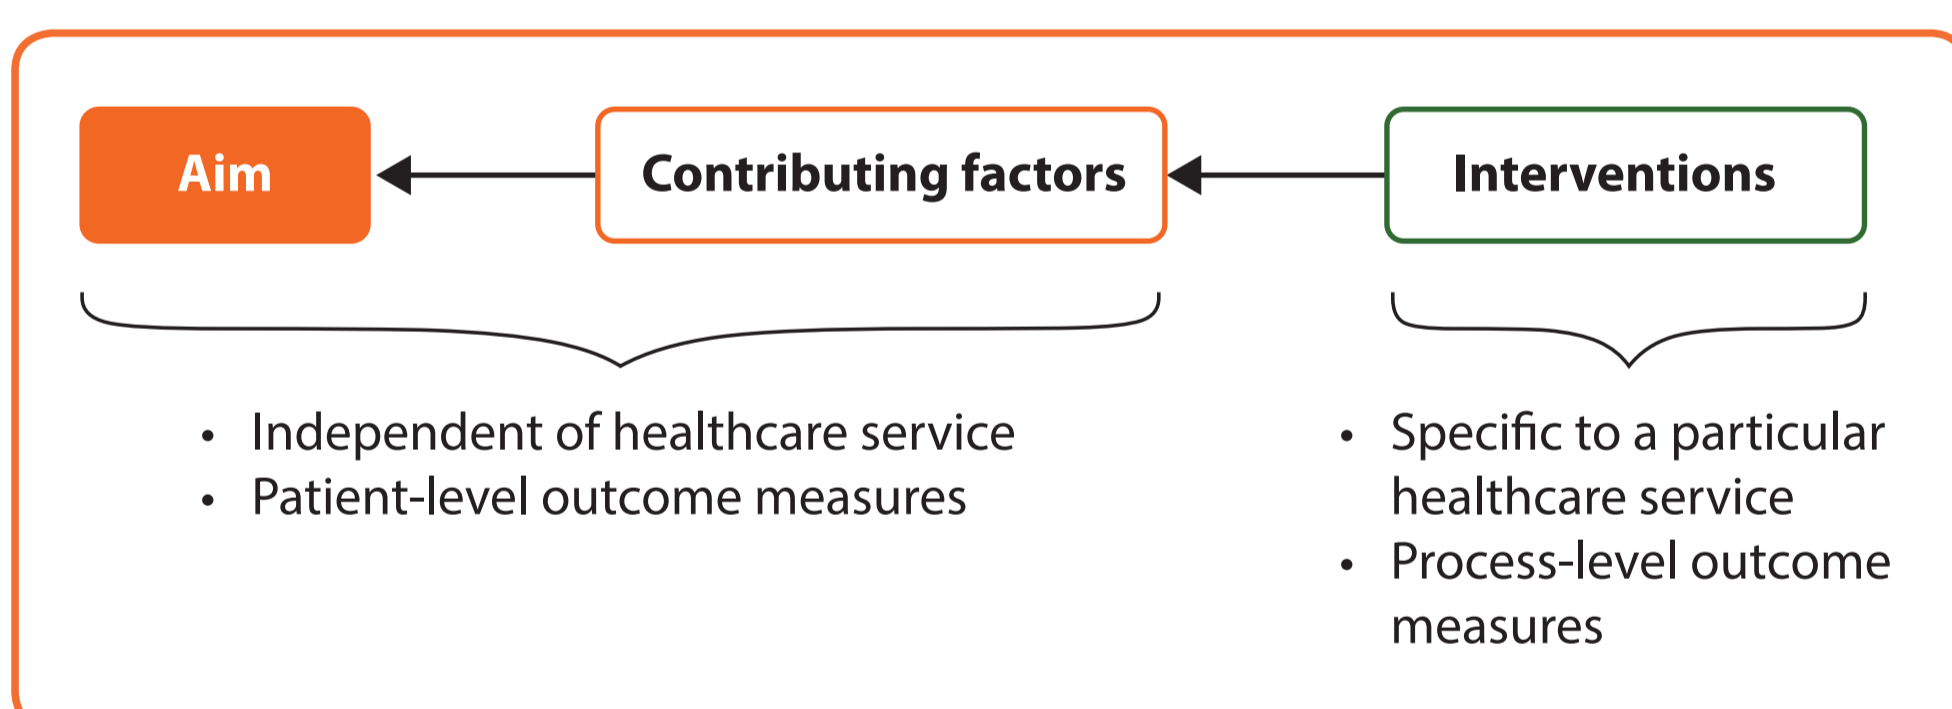 Aim
Contributing factors
Interventions
• Independent of healthcare service
• Patient-level outcome measures
• Specific to a particular
healthcare service
• Process-level outcome
measures